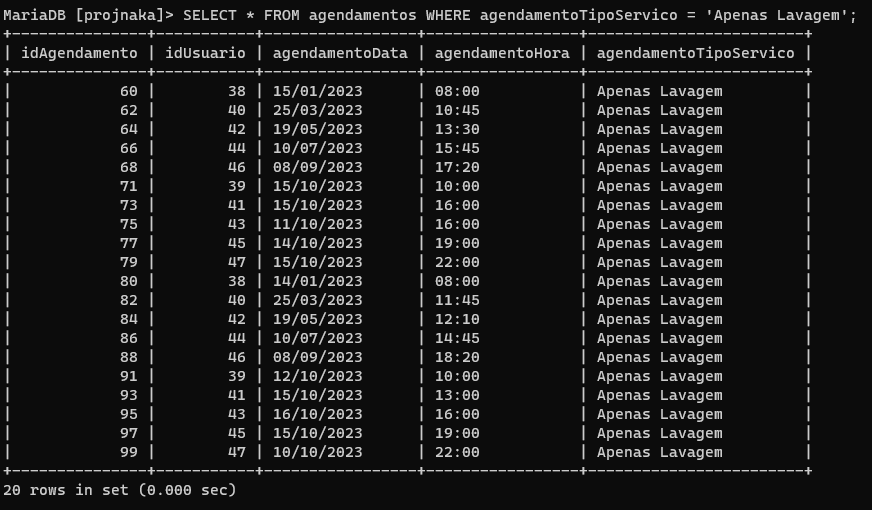 MariaDB [projnaka]> SELECT * FROM agendamentos WHERE agendamentoTipoServico = 'Apenas Lavagem';
+--------------+-----------+-----------------+-----------------+------------------------+
| idAgendamento | idUsuario | agendamentoData | agendamentoHora | agendamentoTipoServico |
+--------------+-----------+-----------------+-----------------+------------------------+
| 60 | 38 | 15/01/2023 | 08:00 | Apenas Lavagem |
| 62 | 40 | 25/03/2023 | 10:45 | Apenas Lavagem |
| 64 | 42 | 19/05/2023 | 13:30 | Apenas Lavagem |
| 66 | 44 | 10/07/2023 | 15:45 | Apenas Lavagem |
| 68 | 46 | 08/09/2023 | 17:20 | Apenas Lavagem |
| 71 | 39 | 15/10/2023 | 10:00 | Apenas Lavagem |
| 73 | 41 | 15/10/2023 | 16:00 | Apenas Lavagem |
| 75 | 43 | 11/10/2023 | 16:00 | Apenas Lavagem |
| 77 | 45 | 14/10/2023 | 19:00 | Apenas Lavagem |
| 79 | 47 | 15/10/2023 | 22:00 | Apenas Lavagem |
| 80 | 38 | 14/01/2023 | 08:00 | Apenas Lavagem |
| 82 | 40 | 25/03/2023 | 11:45 | Apenas Lavagem |
| 84 | 42 | 19/05/2023 | 12:10 | Apenas Lavagem |
| 86 | 44 | 10/07/2023 | 14:45 | Apenas Lavagem |
| 88 | 46 | 08/09/2023 | 18:20 | Apenas Lavagem |
| 91 | 39 | 12/10/2023 | 10:00 | Apenas Lavagem |
| 93 | 41 | 15/10/2023 | 13:00 | Apenas Lavagem |
| 95 | 43 | 16/10/2023 | 16:00 | Apenas Lavagem |
| 97 | 45 | 15/10/2023 | 19:00 | Apenas Lavagem |
| 99 | 47 | 10/10/2023 | 22:00 | Apenas Lavagem |
+--------------+-----------+-----------------+-----------------+------------------------+
20 rows in set (0.000 sec)